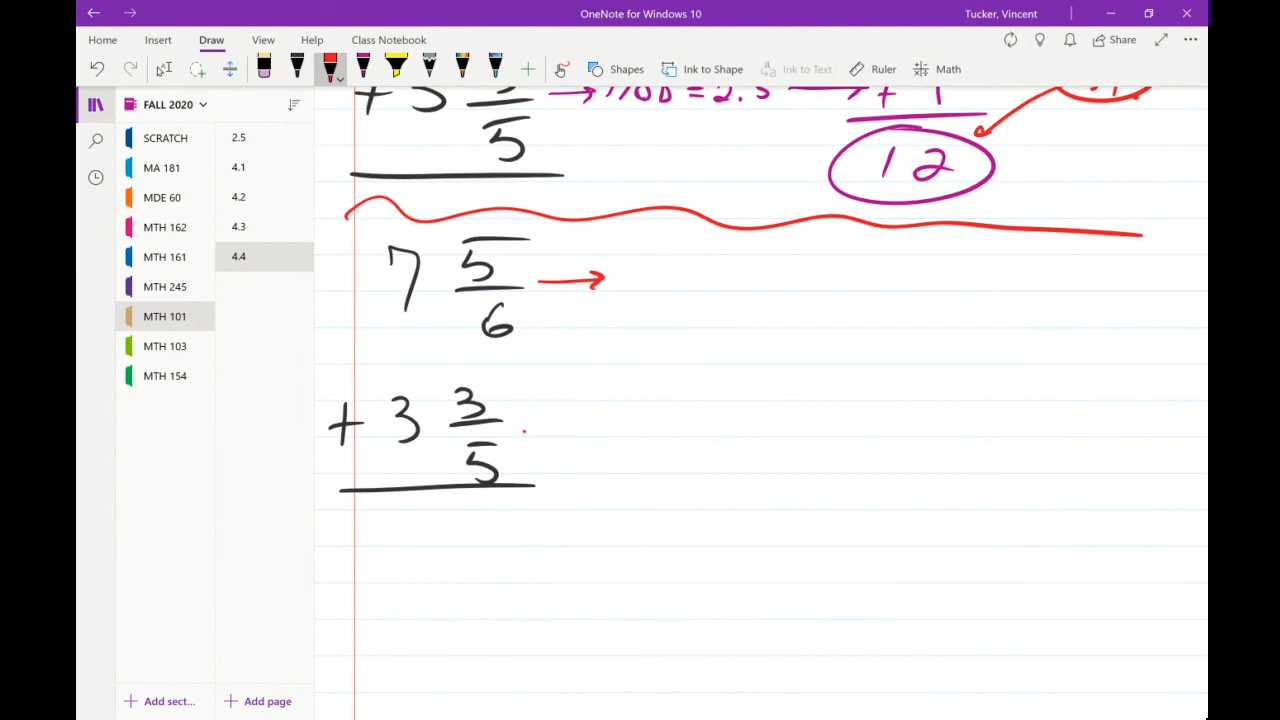 OneNote for Windows 10
Tucker, Vincent
Home Insert Draw View Help Class Notebook
Share
Shapes Ink to Shape Ink to Text Ruler Math
FALL 2020
SCRATCH
MA 181
MDE 60
MTH 162
MTH 161
MTH 245
MTH 101
MTH 103
MTH 154
2.5
4.1
4.2
4.3
4.4
5
+ 1
12
7 5/6 →
+ 3 3/5
Add sect...
Add page